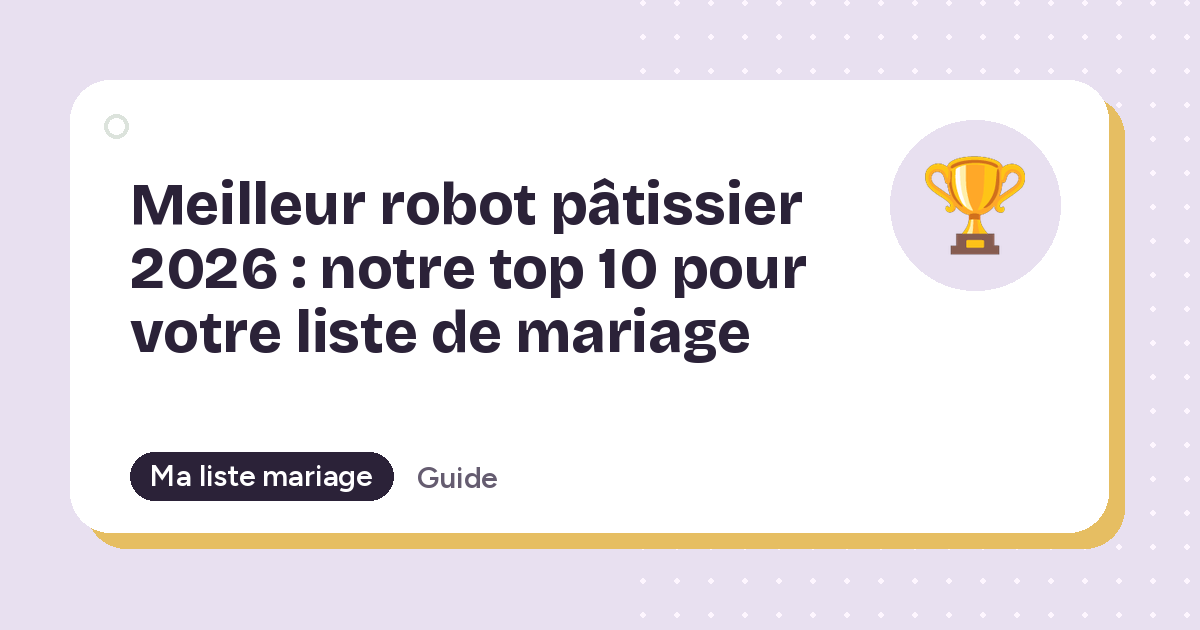 Meilleur robot pâtissier
2026 : notre top 10 pour
votre liste de mariage
Ma liste mariage
Guide